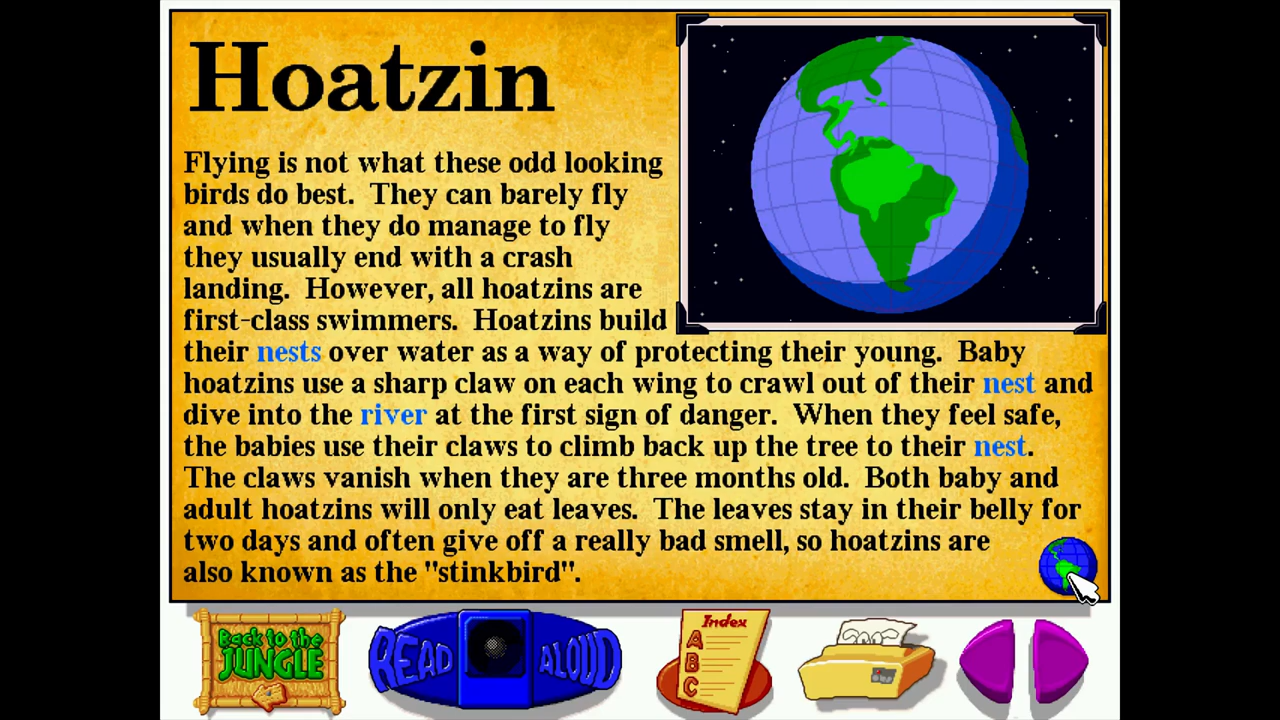 Hoatzin
Flying is not what these odd looking
birds do best.  They can barely fly
and when they do manage to fly
they usually end with a crash
landing.  However, all hoatzins are
first-class swimmers.  Hoatzins build
their nests over water as a way of protecting their young.  Baby
hoatzins use a sharp claw on each wing to crawl out of their nest and
dive into the river at the first sign of danger.  When they feel safe,
the babies use their claws to climb back up the tree to their nest.
The claws vanish when they are three months old.  Both baby and
adult hoatzins will only eat leaves.  The leaves stay in their belly for
two days and often give off a really bad smell, so hoatzins are
also known as the "stinkbird".
Back to the
JUNGLE
READ ALOUD
Index
A
B
C